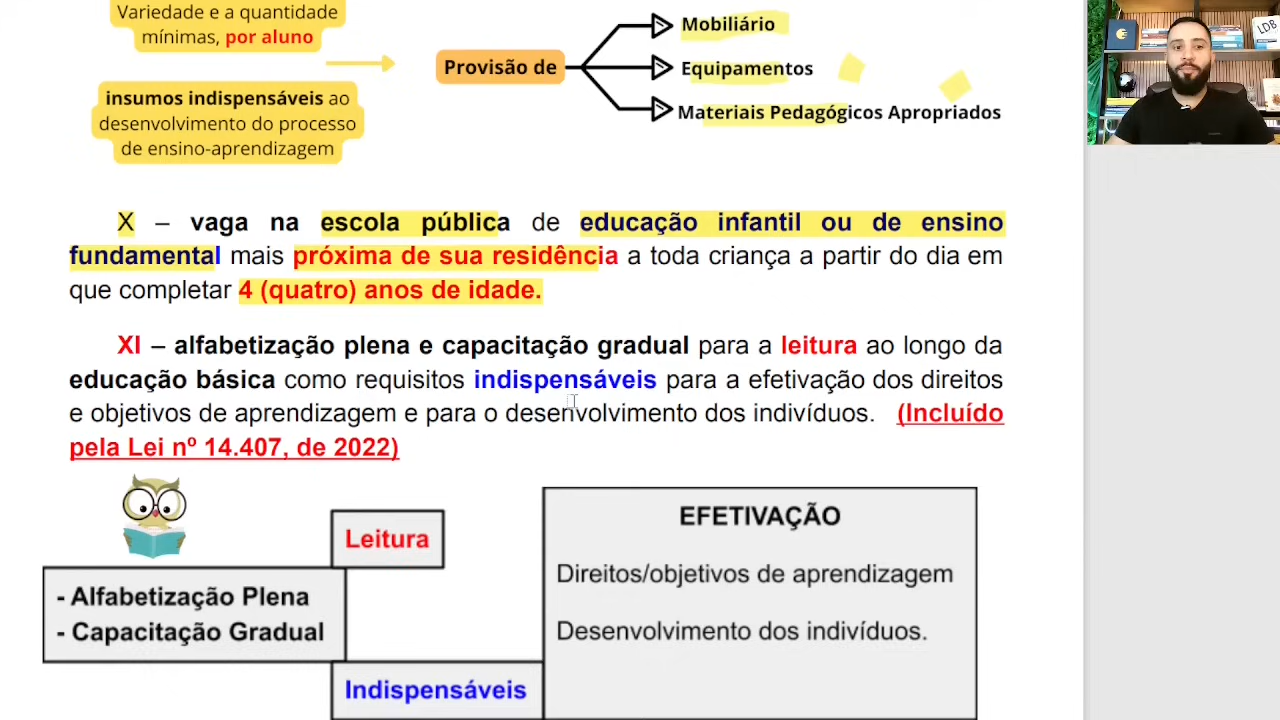 Variedade e a quantidade
mínimas, por aluno
insumos indispensáveis ao
desenvolvimento do processo
de ensino-aprendizagem
Provisão de
Mobiliário
Equipamentos
Materiais Pedagógicos Apropriados
LDB
X – vaga na escola pública de educação infantil ou de ensino
fundamental mais próxima de sua residência a toda criança a partir do dia em
que completar 4 (quatro) anos de idade.
XI – alfabetização plena e capacitação gradual para a leitura ao longo da
educação básica como requisitos indispensáveis para a efetivação dos direitos
e objetivos de aprendizagem e para o desenvolvimento dos indivíduos. (Incluído
pela Lei nº 14.407, de 2022)
Leitura
- Alfabetização Plena
- Capacitação Gradual
Indispensáveis
EFETIVAÇÃO
Direitos/objetivos de aprendizagem
Desenvolvimento dos indivíduos.